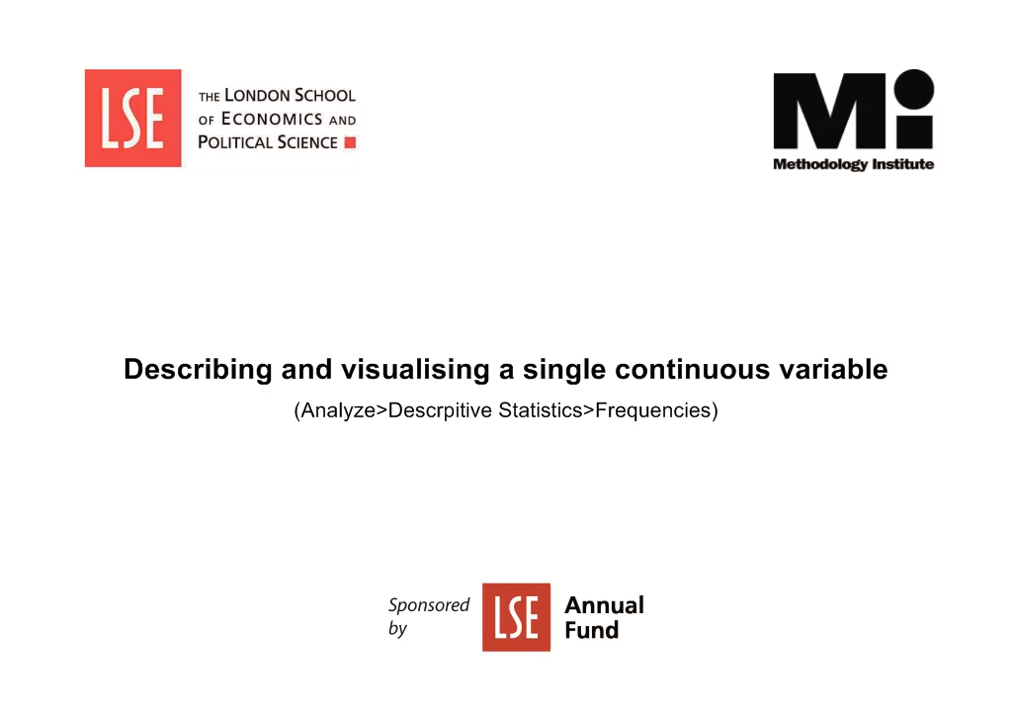 LSE
THE LONDON SCHOOL
OF ECONOMICS AND
POLITICAL SCIENCE
Mi
Methodology Institute
Describing and visualising a single continuous variable
(Analyze>Descrpitive Statistics>Frequencies)
Sponsored
by
LSE
Annual
Fund